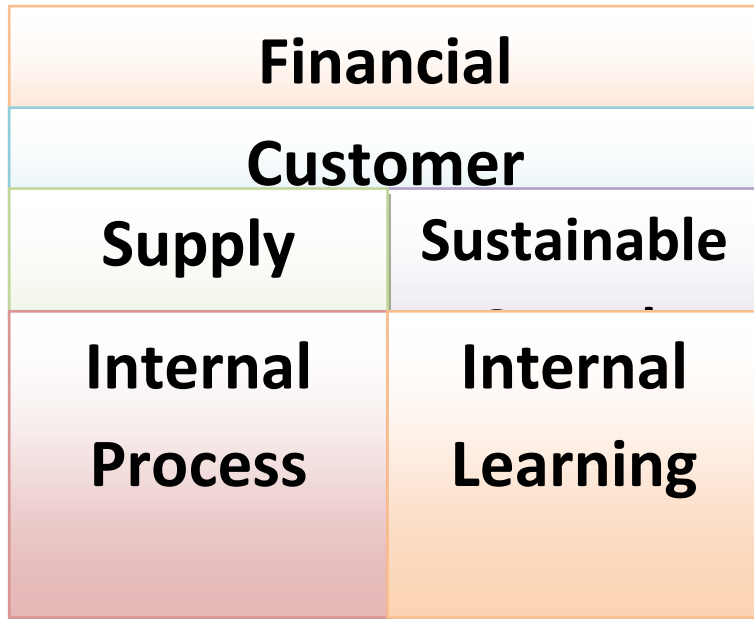 Financial
Customer
Supply
Sustainable
Internal
Process
Internal
Learning